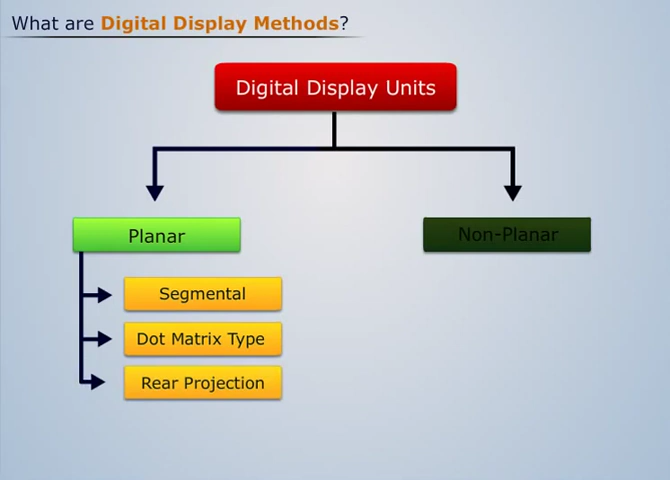 What are Digital Display Methods?
Digital Display Units
Planar
Non-Planar
Segmental
Dot Matrix Type
Rear Projection